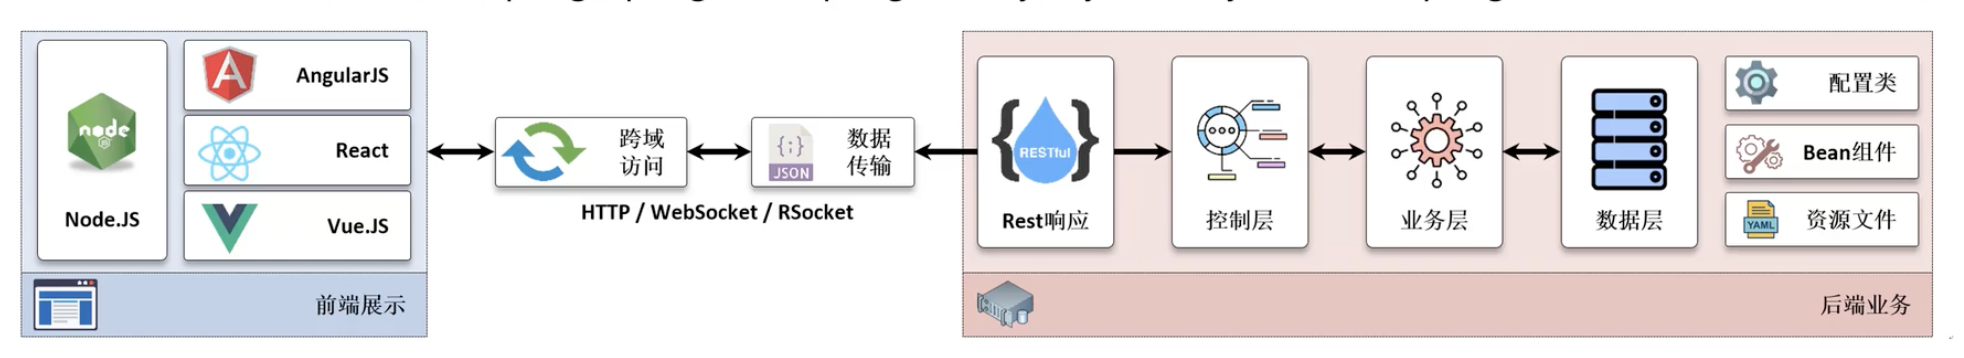 node
JS
Node.JS
AngularJS
React
Vue.JS
前端展示
跨域
访问
{;}
JSON
数据
传输
HTTP / WebSocket / RSocket
{RESTful}
Rest响应
控制层
业务层
数据层
配置类
Bean组件
YAML
资源文件
后端业务